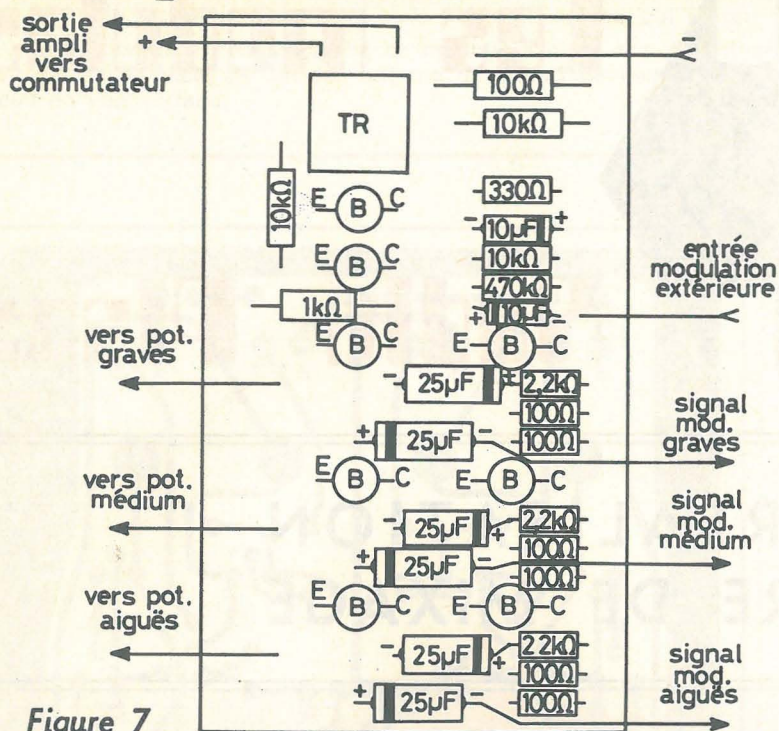 sortie
ampli
vers
commutateur
+
-
TR
100Ω
10kΩ
10kΩ
330Ω
E B C
- 10µF +
10kΩ
E B C
470kΩ
1kΩ
+ 10µF -
entrée
modulation
extérieure
E B C
E B C
vers pot.
graves
- 25µF +
2,2kΩ
100Ω
+ 25µF -
100Ω
signal
mod.
graves
E B C
E B C
vers pot.
médium
- 25µF +
2,2kΩ
100Ω
+ 25µF -
100Ω
signal
mod.
médium
E B C
E B C
vers pot.
aiguës
- 25µF +
22kΩ
100Ω
+ 25µF -
100Ω
signal
mod.
aiguës
Figure 7